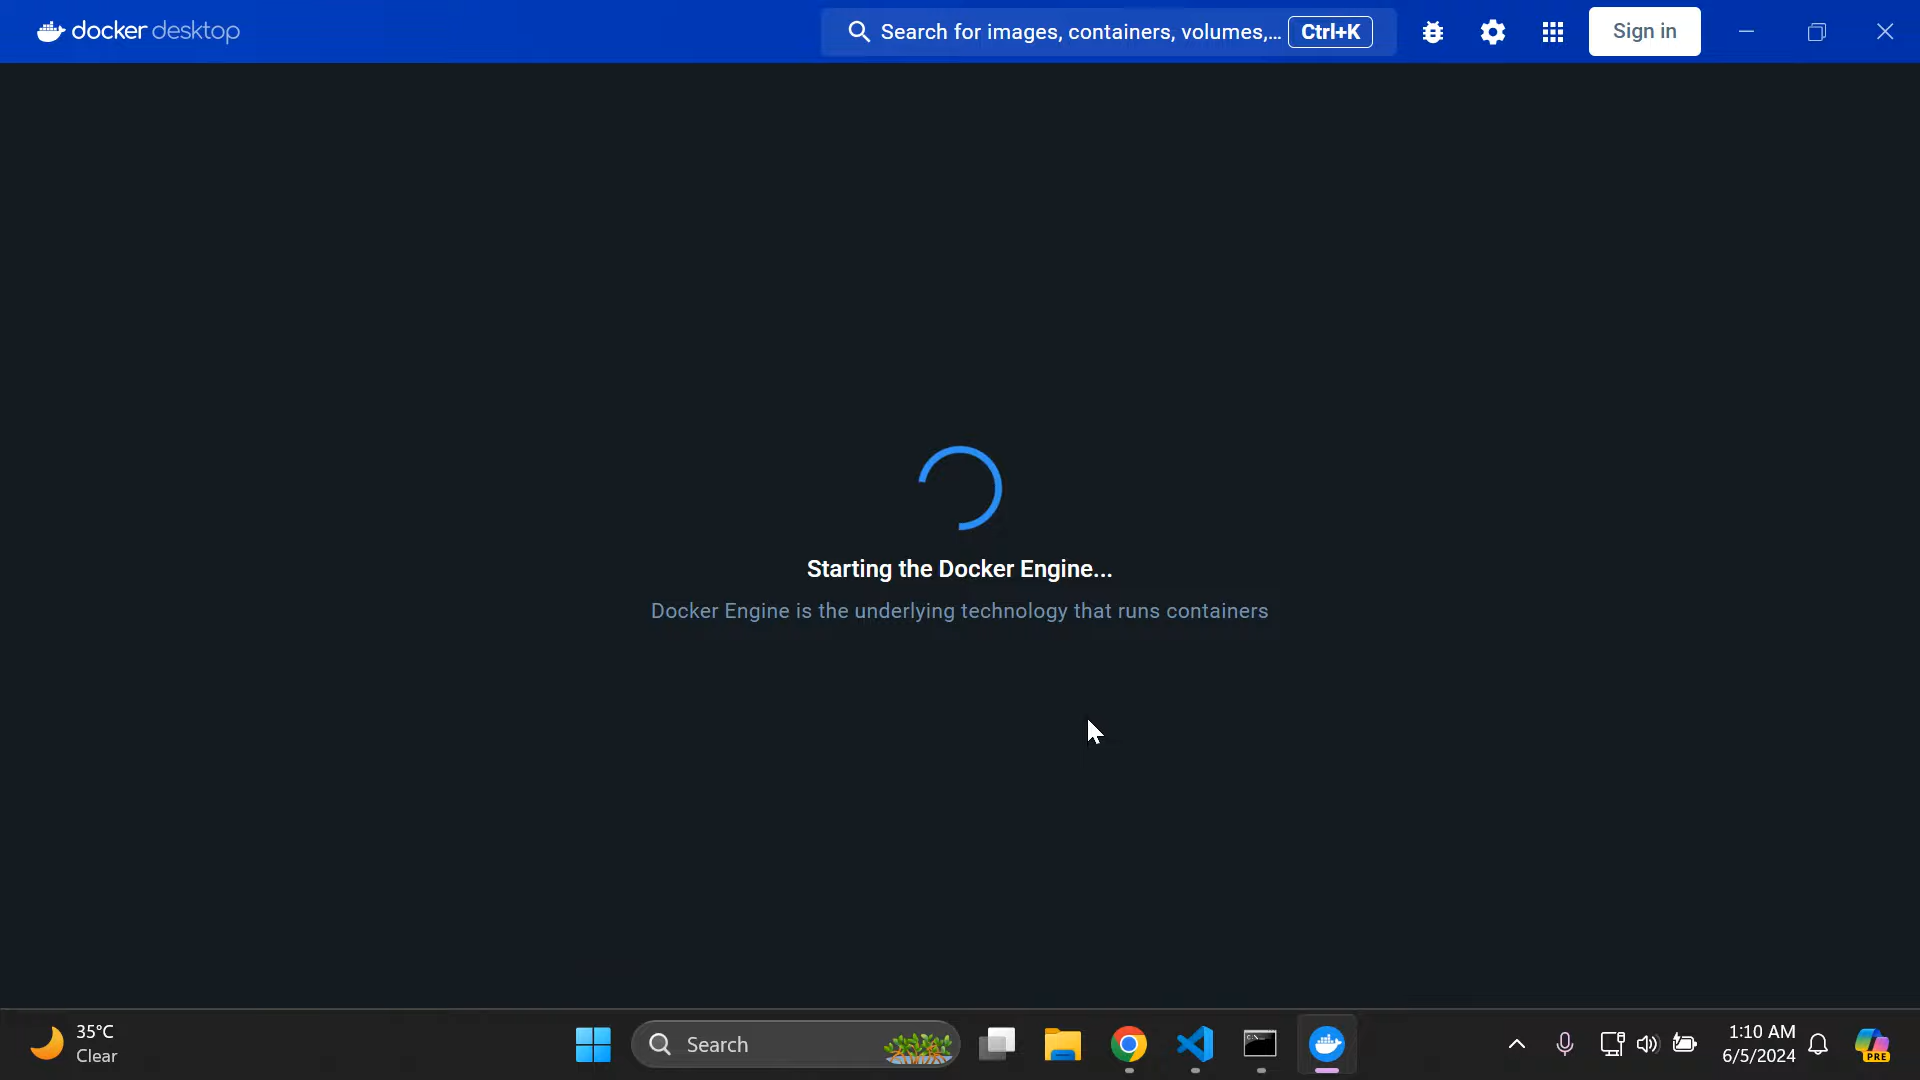 docker desktop
Search for images, containers, volumes,... Ctrl+K
Sign in
Starting the Docker Engine...
Docker Engine is the underlying technology that runs containers
35°C
Clear
Search
1:10 AM
6/5/2024
PRE